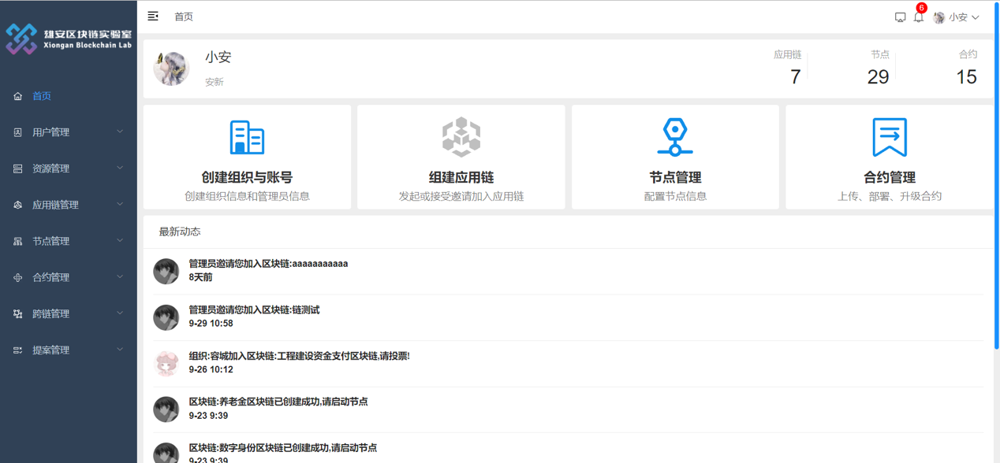 雄安区块链实验室
Xiongan Blockchain Lab
首页
用户管理
资源管理
应用链管理
节点管理
合约管理
跨链管理
提案管理
首页
6
小安
小安
安新
应用链
7
节点
29
合约
15
创建组织与账号
创建组织信息和管理员信息
组建应用链
发起或接受邀请加入应用链
节点管理
配置节点信息
合约管理
上传、部署、升级合约
最新动态
管理员邀请您加入区块链:aaaaaaaaaaa
8天前
管理员邀请您加入区块链:链测试
9-29 10:58
组织:容城加入区块链:工程建设资金支付区块链,请投票!
9-26 10:12
区块链:养老金区块链已创建成功,请启动节点
9-23 9:39
区块链:数字身份区块链已创建成功,请启动节点
9-23 9:39